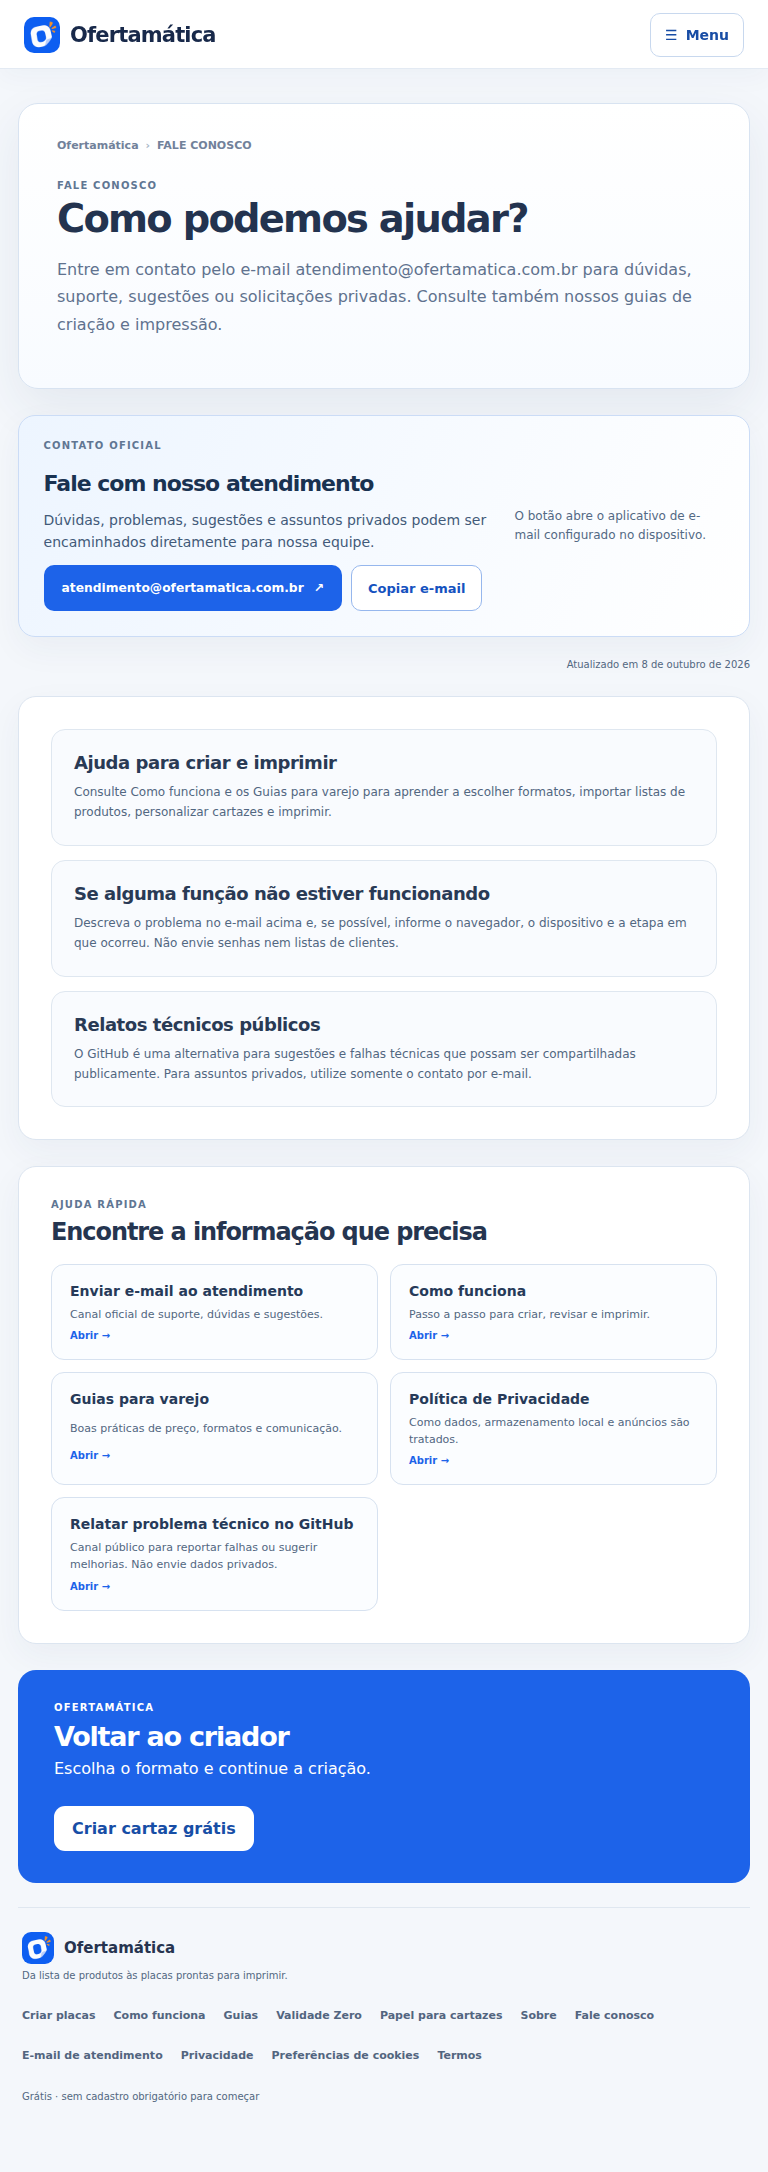 Ofertamática
☰ Menu
Ofertamática › FALE CONOSCO
FALE CONOSCO
Como podemos ajudar?
Entre em contato pelo e-mail atendimento@ofertamatica.com.br para dúvidas,
suporte, sugestões ou solicitações privadas. Consulte também nossos guias de
criação e impressão.
CONTATO OFICIAL
Fale com nosso atendimento
Dúvidas, problemas, sugestões e assuntos privados podem ser
encaminhados diretamente para nossa equipe.
atendimento@ofertamatica.com.br ↗
Copiar e-mail
O botão abre o aplicativo de e-
mail configurado no dispositivo.
Atualizado em 8 de outubro de 2026
Ajuda para criar e imprimir
Consulte Como funciona e os Guias para varejo para aprender a escolher formatos, importar listas de
produtos, personalizar cartazes e imprimir.
Se alguma função não estiver funcionando
Descreva o problema no e-mail acima e, se possível, informe o navegador, o dispositivo e a etapa em
que ocorreu. Não envie senhas nem listas de clientes.
Relatos técnicos públicos
O GitHub é uma alternativa para sugestões e falhas técnicas que possam ser compartilhadas
publicamente. Para assuntos privados, utilize somente o contato por e-mail.
AJUDA RÁPIDA
Encontre a informação que precisa
Enviar e-mail ao atendimento
Canal oficial de suporte, dúvidas e sugestões.
Abrir →
Como funciona
Passo a passo para criar, revisar e imprimir.
Abrir →
Guias para varejo
Boas práticas de preço, formatos e comunicação.
Abrir →
Política de Privacidade
Como dados, armazenamento local e anúncios são
tratados.
Abrir →
Relatar problema técnico no GitHub
Canal público para reportar falhas ou sugerir
melhorias. Não envie dados privados.
Abrir →
OFERTAMÁTICA
Voltar ao criador
Escolha o formato e continue a criação.
Criar cartaz grátis
Ofertamática
Da lista de produtos às placas prontas para imprimir.
Criar placas Como funciona Guias Validade Zero Papel para cartazes Sobre Fale conosco
E-mail de atendimento Privacidade Preferências de cookies Termos
Grátis · sem cadastro obrigatório para começar